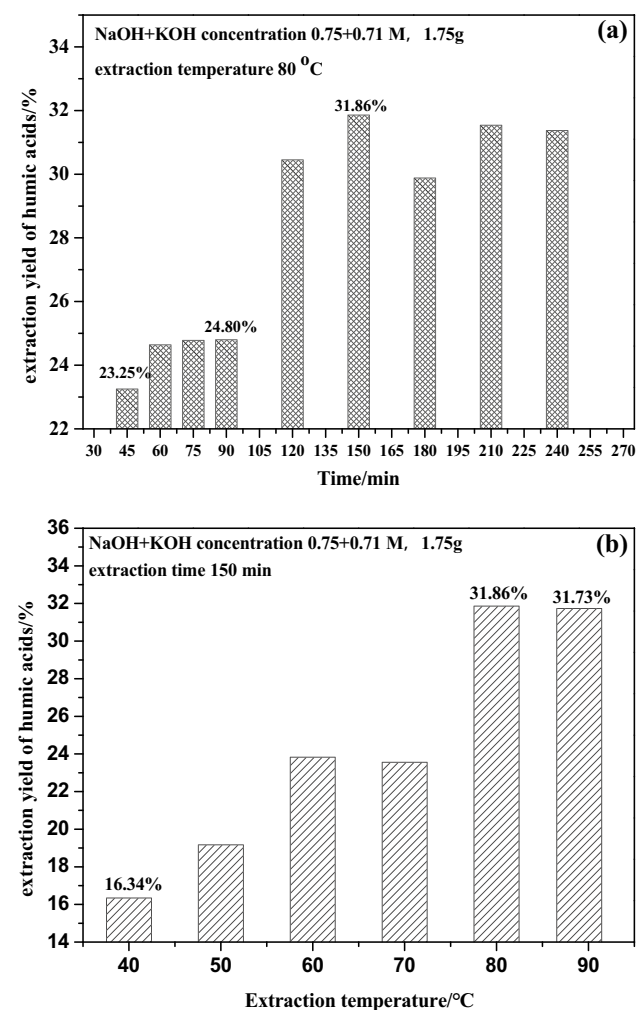 NaOH+KOH concentration 0.75+0.71 M, 1.75g
(a)
extraction temperature 80 °C
34
32
30
28
26
24
22
extraction yield of humic acids/%
23.25%
24.80%
31.86%
30 45 60 75 90 105 120 135 150 165 180 195 210 225 240 255 270
Time/min
NaOH+KOH concentration 0.75+0.71 M, 1.75g
(b)
extraction time 150 min
36
34
32
30
28
26
24
22
19
18
16
14
extraction yield of humic acids/%
16.34%
31.86%
31.73%
40 50 60 70 80 90
Extraction temperature/°C